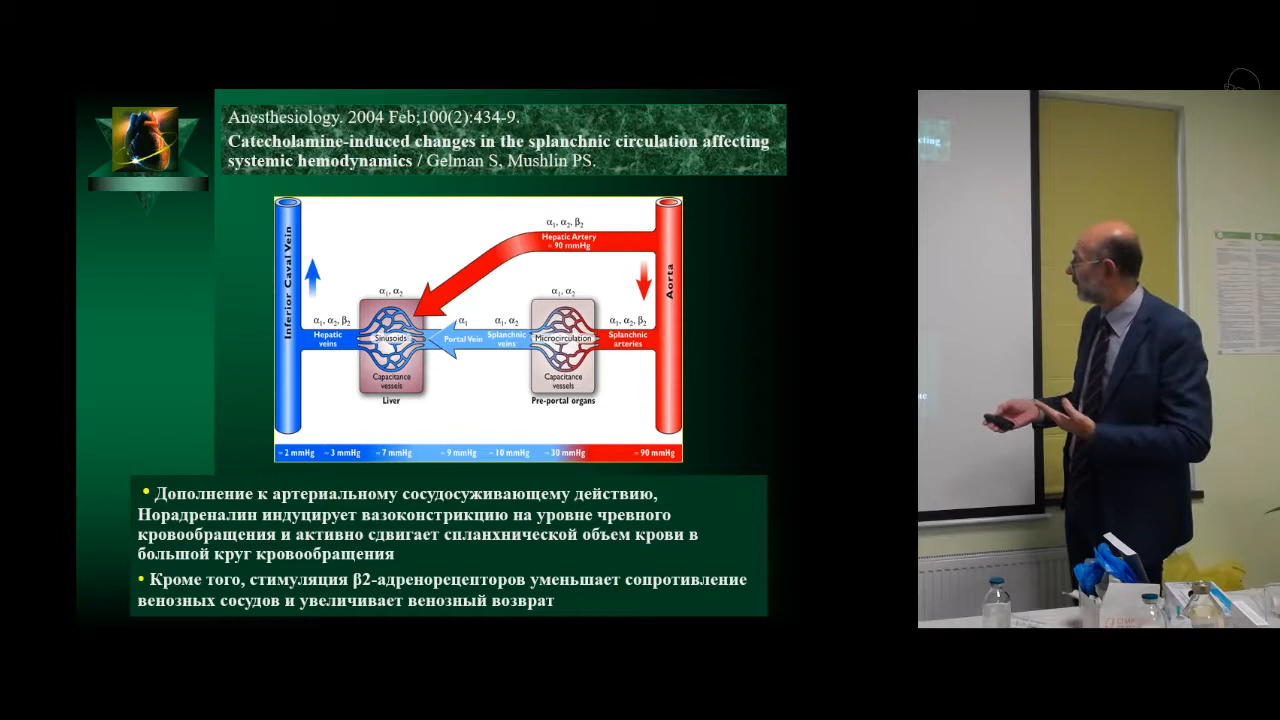 Anesthesiology. 2004 Feb;100(2):434-9.
Catecholamine-induced changes in the splanchnic circulation affecting
systemic hemodynamics / Gelman S, Mushlin PS.
α1, α2, β2
Hepatic Artery
≈ 90 mmHg
Inferior Caval Vein
Aorta
α1, α2
α1, α2
α1, α2, β2
α1
α1, α2
α1, α2, β2
Hepatic
veins
Sinusoids
Portal Vein
Splanchnic
veins
Microcirculation
Splanchnic
arteries
Capacitance
vessels
Capacitance
vessels
Liver
Pre-portal organs
~ 2 mmHg
~ 3 mmHg
~ 7 mmHg
~ 9 mmHg
~ 10 mmHg
~ 30 mmHg
~ 90 mmHg
• Дополнение к артериальному сосудосуживающему действию,
Норадреналин индуцирует вазоконстрикцию на уровне чревного
кровообращения и активно сдвигает спланхнической объем крови в
большой круг кровообращения
• Кроме того, стимуляция β2-адренорецепторов уменьшает сопротивление
венозных сосудов и увеличивает венозный возврат